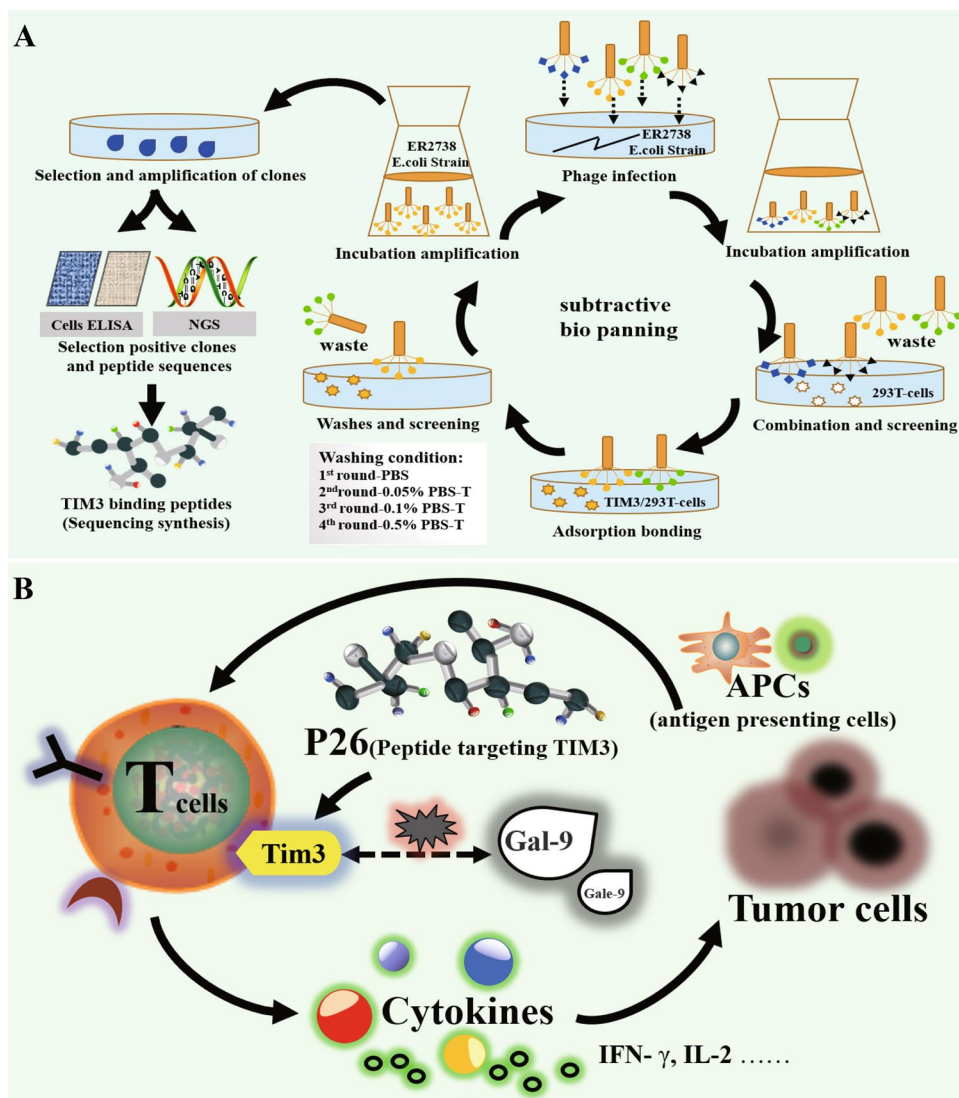 A
ER2738
E.coli Strain
Incubation amplification
ER2738
E.coli Strain
Phage infection
Incubation amplification
subtractive
bio panning
waste
293T-cells
Combination and screening
TIM3/293T-cells
Adsorption bonding
waste
Washes and screening
Washing condition:
1st round-PBS
2ndround-0.05% PBS-T
3rd round-0.1% PBS-T
4th round-0.5% PBS-T
Selection and amplification of clones
Cells ELISA
NGS
Selection positive clones
and peptide sequences
TIM3 binding peptides
(Sequencing synthesis)
B
P26(Peptide targeting TIM3)
APCs
(antigen presenting cells)
T cells
Tim3
Gal-9
Gale-9
Tumor cells
Cytokines
IFN- γ, IL-2 ……